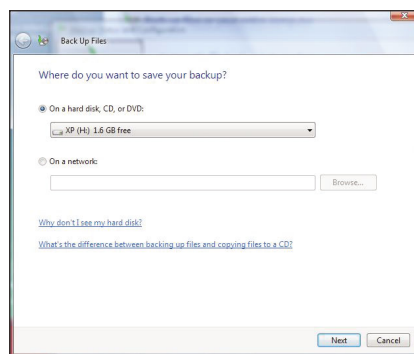 Back Up Files
Where do you want to save your backup?
On a hard disk, CD, or DVD:
XP (H:) 1.6 GB free
On a network:
Browse...
Why don't I see my hard disk?
What's the difference between backing up files and copying files to a CD?
Next
Cancel